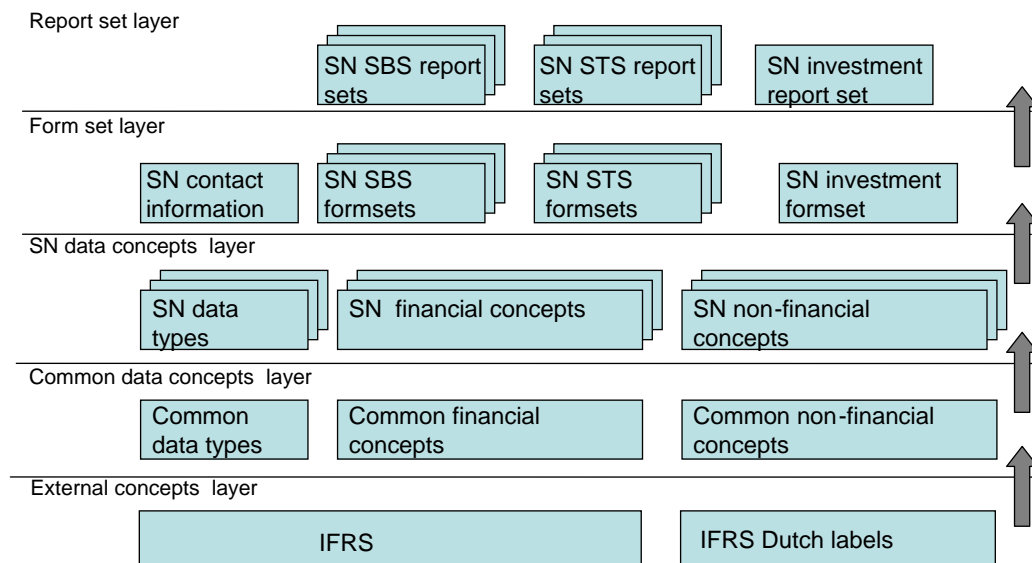 Report set layer
SN SBS report
sets
SN STS report
sets
SN investment
report set
Form set layer
SN contact
information
SN SBS
formsets
SN STS
formsets
SN investment
formset
SN data concepts layer
SN data
types
SN financial concepts
SN non-financial
concepts
Common data concepts layer
Common
data types
Common financial
concepts
Common non-financial
concepts
External concepts layer
IFRS
IFRS Dutch labels